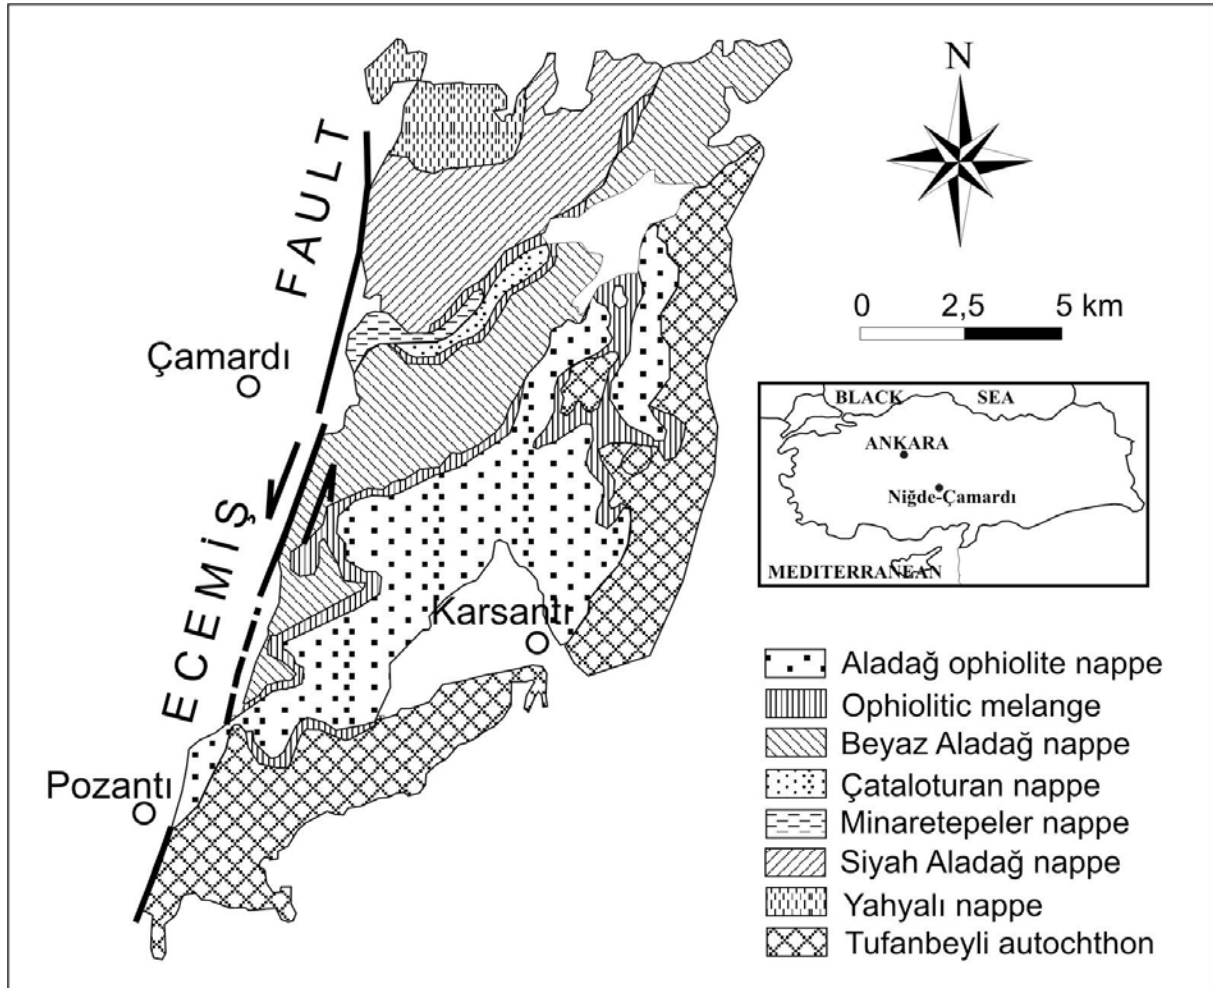 N
FAULT
0 2,5 5 km
Çamardı
BLACK SEA
ANKARA
Niğde-Çamardı
MEDITERRANEAN
ECEMİŞ
Karsantı
Pozantı
Aladağ ophiolite nappe
Ophiolitic melange
Beyaz Aladağ nappe
Çataloturan nappe
Minaretepeler nappe
Siyah Aladağ nappe
Yahyalı nappe
Tufanbeyli autochthon